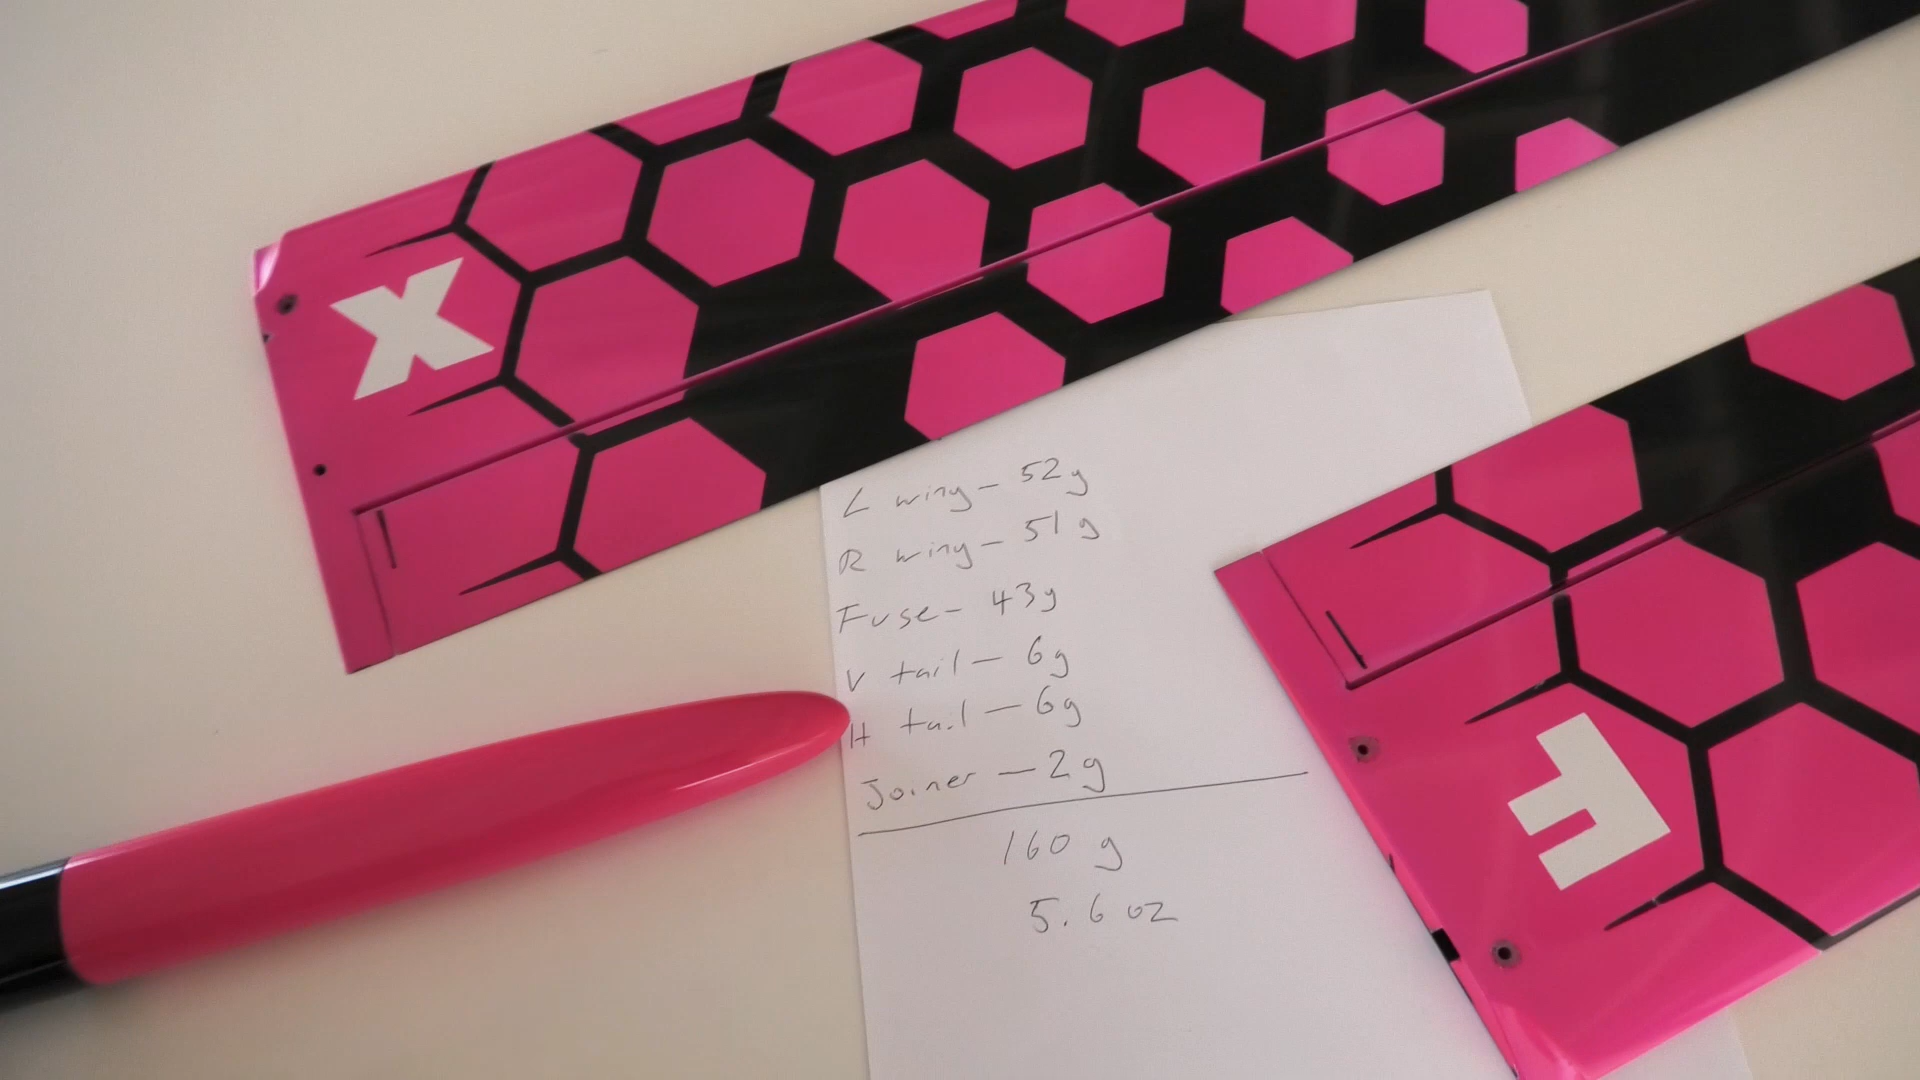 X
L wing - 52g
R wing - 51g
Fuse - 43g
V tail - 6g
H tail - 6g
Joiner - 2g
160 g
5.6 oz
F